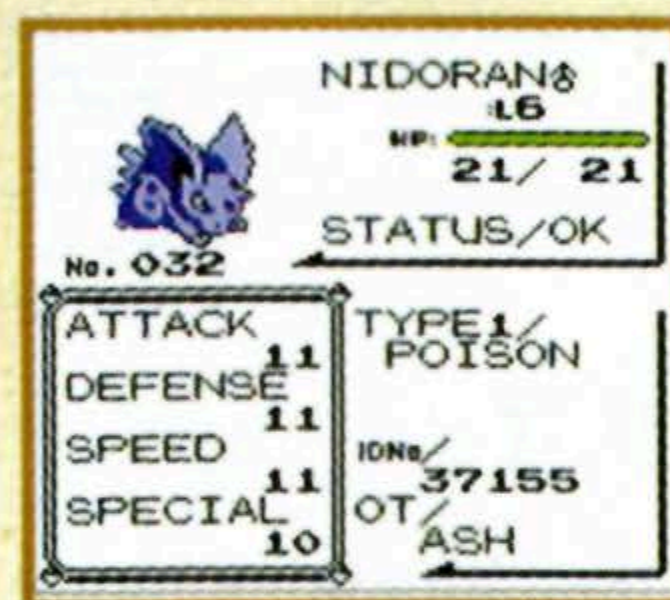 NIDORAN♂
:L6
HP:
21/ 21
STATUS/OK
No. 032
ATTACK
11
DEFENSE
11
SPEED
11
SPECIAL
10
TYPE1/
POISON
IDNo/
37155
OT/
ASH